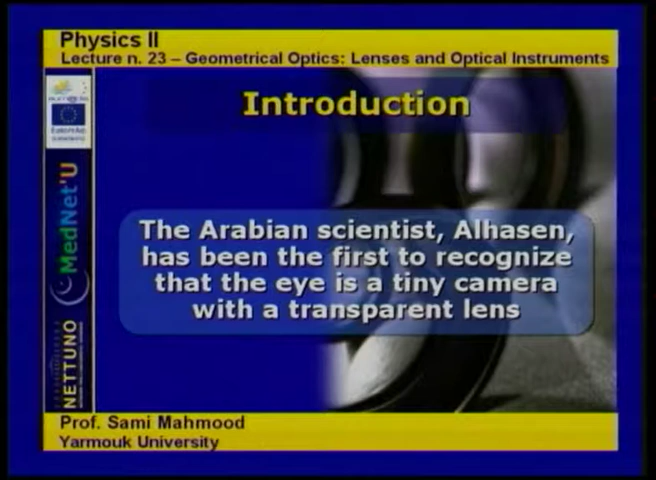 Physics II
Lecture n. 23 – Geometrical Optics: Lenses and Optical Instruments
Introduction
The Arabian scientist, Alhasen,
has been the first to recognize
that the eye is a tiny camera
with a transparent lens
MedNet'U
NETTUNO
Prof. Sami Mahmood
Yarmouk University